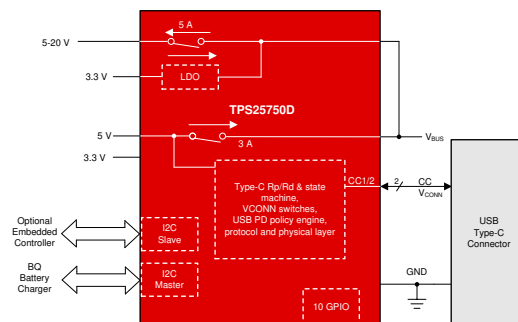 5 A
5-20 V
3.3 V
LDO
TPS25750D
5 V
3 A
VBUS
3.3 V
Type-C Rp/Rd & state
machine,
VCONN switches,
USB PD policy engine,
protocol and physical layer
CC1/2
2
CC
VCONN
USB
Type-C
Connector
Optional
Embedded
Controller
I2C
Slave
BQ
Battery
Charger
I2C
Master
GND
10 GPIO